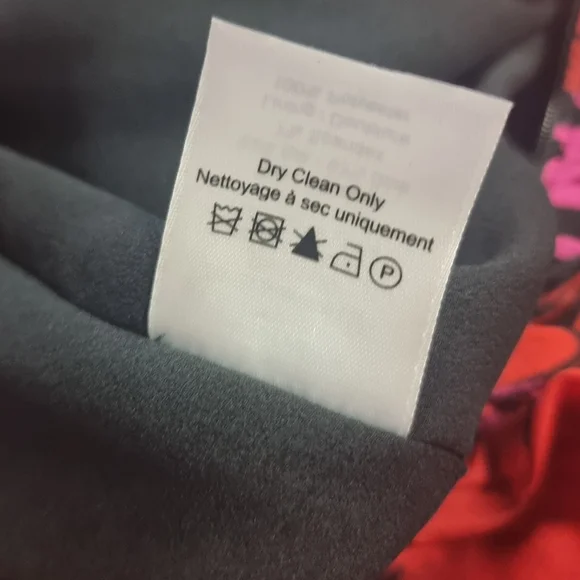 Dry Clean Only
Nettoyage à sec uniquement
P